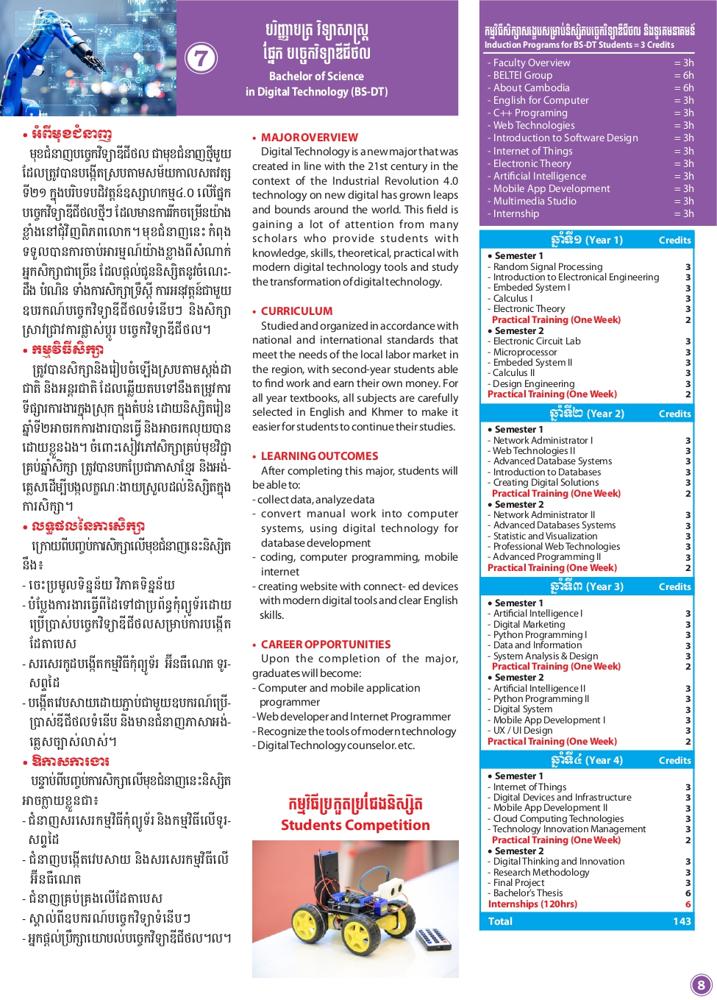 7
បរិញ្ញាបត្រ វិទ្យាសាស្ត្រ
ផ្នែក បច្ចេកវិទ្យាឌីជីថល
Bachelor of Science
in Digital Technology (BS-DT)
• អំពីមុខជំនាញ
មុខជំនាញបច្ចេកវិទ្យាឌីជីថល ជាមុខជំនាញថ្មីមួយ
ដែលត្រូវបានបង្កើតស្របតាមសម័យកាលសតវត្ស
ទី២១ ក្នុងបរិបទបដិវត្តន៍ឧស្សាហកម្ម៤.០ លើផ្នែក
បច្ចេកវិទ្យាឌីជីថលថ្មីៗ ដែលមានការរីកចម្រើនយ៉ាង
ខ្លាំងនៅជុំវិញពិភពលោក។ មុខជំនាញនេះ កំពុង
ទទួលបានការចាប់អារម្មណ៍យ៉ាងខ្លាំងពីសំណាក់
អ្នកសិក្សាជាច្រើន ដែលផ្តល់ជូននិស្សិតនូវចំណេះ-
ដឹង បំណិន ទាំងការសិក្សាទ្រឹស្តី ការអនុវត្តន៍ជាមួយ
ឧបករណ៍បច្ចេកវិទ្យាឌីជីថលទំនើបៗ និងសិក្សា
ស្រាវជ្រាវការផ្លាស់ប្តូរ បច្ចេកវិទ្យាឌីជីថល។
• កម្មវិធីសិក្សា
ត្រូវបានសិក្សានិងរៀបចំឡើងស្របតាមស្តង់ដា
ជាតិ និងអន្តរជាតិ ដែលឆ្លើយតបទៅនឹងតម្រូវការ
ទីផ្សារការងារក្នុងស្រុក ក្នុងតំបន់ ដោយនិស្សិតរៀន
ឆ្នាំទី២អាចរកការងារបានធ្វើ និងអាចរកលុយបាន
ដោយខ្លួនឯង។ ចំពោះសៀវភៅសិក្សាគ្រប់មុខវិជ្ជា
គ្រប់ឆ្នាំសិក្សា ត្រូវបានបកប្រែជាភាសាខ្មែរ និងអង់-
គ្លេសដើម្បីបង្កលក្ខណៈងាយស្រួលដល់និស្សិតក្នុង
ការសិក្សា។
• លទ្ធផលនៃការសិក្សា
ក្រោយពីបញ្ចប់ការសិក្សាលើមុខជំនាញនេះនិស្សិត
នឹង៖
- ចេះប្រមូលទិន្នន័យ វិភាគទិន្នន័យ
- បំប្លែងការងារធ្វើពីដៃទៅជាប្រព័ន្ធកុំព្យូទ័រដោយ
ប្រើប្រាស់បច្ចេកវិទ្យាឌីជីថលសម្រាប់ការបង្កើត
ដែតាបេស
- សរសេរកូដបង្កើតកម្មវិធីកុំព្យូទ័រ អ៊ីនធឺណេត ទូរ-
សព្ទដៃ
- បង្កើតវេបសាយដោយភ្ជាប់ជាមួយឧបករណ៍ប្រើ-
ប្រាស់ឌីជីថលទំនើប និងមានជំនាញភាសាអង់-
គ្លេសច្បាស់លាស់។
• ឱកាសការងារ
បន្ទាប់ពីបញ្ចប់ការសិក្សាលើមុខជំនាញនេះនិស្សិត
អាចក្លាយខ្លួនជា៖
- ជំនាញសរសេរកម្មវិធីកុំព្យូទ័រ និងកម្មវិធីលើទូរ-
សព្ទដៃ
- ជំនាញបង្កើតវេបសាយ និងសរសេរកម្មវិធីលើ
អ៊ីនធឺណេត
- ជំនាញគ្រប់គ្រងលើដែតាបេស
- ស្គាល់ពីឧបករណ៍បច្ចេកវិទ្យាទំនើបៗ
- អ្នកផ្តល់ប្រឹក្សាយោបល់បច្ចេកវិទ្យាឌីជីថល។ល។
• MAJOR OVERVIEW
Digital Technology is a new major that was
created in line with the 21st century in the
context of the Industrial Revolution 4.0
technology on new digital has grown leaps
and bounds around the world. This field is
gaining a lot of attention from many
scholars who provide students with
knowledge, skills, theoretical, practical with
modern digital technology tools and study
the transformation of digital technology.
• CURRICULUM
Studied and organized in accordance with
national and international standards that
meet the needs of the local labor market in
the region, with second-year students able
to find work and earn their own money. For
all year textbooks, all subjects are carefully
selected in English and Khmer to make it
easier for students to continue their studies.
• LEARNING OUTCOMES
After completing this major, students will
be able to:
- collect data, analyze data
- convert manual work into computer
systems, using digital technology for
database development
- coding, computer programming, mobile
internet
- creating website with connect- ed devices
with modern digital tools and clear English
skills.
• CAREER OPPORTUNITIES
Upon the completion of the major,
graduates will become:
- Computer and mobile application
programmer
- Web developer and Internet Programmer
- Recognize the tools of modern technology
- Digital Technology counselor. etc.
កម្មវិធីប្រកួតប្រជែងនិស្សិត
Students Competition
កម្មវិធីសិក្សាសង្ខេបសម្រាប់និស្សិតបច្ចេកវិទ្យាឌីជីថល និងទូរគមនាគមន៍
Induction Programs for BS-DT Students = 3 Credits
- Faculty Overview = 3h
- BELTEI Group = 6h
- About Cambodia = 6h
- English for Computer = 3h
- C++ Programing = 3h
- Web Technologies = 3h
- Introduction to Software Design = 3h
- Internet of Things = 3h
- Electronic Theory = 3h
- Artificial Intelligence = 3h
- Mobile App Development = 3h
- Multimedia Studio = 3h
- Internship = 3h
ឆ្នាំទី១ (Year 1) Credits
• Semester 1
- Random Signal Processing 3
- Introduction to Electronical Engineering 3
- Embeded System I 3
- Calculus I 3
- Electronic Theory 3
Practical Training (One Week) 2
• Semester 2
- Electronic Circuit Lab 3
- Microprocessor 3
- Embeded System II 3
- Calculus II 3
- Design Engineering 3
Practical Training (One Week) 2
ឆ្នាំទី២ (Year 2) Credits
• Semester 1
- Network Administrator I 3
- Web Technologies II 3
- Advanced Database Systems 3
- Introduction to Databases 3
- Creating Digital Solutions 3
Practical Training (One Week) 2
• Semester 2
- Network Administrator II 3
- Advanced Databases Systems 3
- Statistic and Visualization 3
- Professional Web Technologies 3
- Advanced Programming II 3
Practical Training (One Week) 2
ឆ្នាំទី៣ (Year 3) Credits
• Semester 1
- Artificial Intelligence I 3
- Digital Marketing 3
- Python Programming I 3
- Data and Information 3
- System Analysis & Design 3
Practical Training (One Week) 2
• Semester 2
- Artificial Intelligence II 3
- Python Programming II 3
- Digital System 3
- Mobile App Development I 3
- UX / UI Design 3
Practical Training (One Week) 2
ឆ្នាំទី៤ (Year 4) Credits
• Semester 1
- Internet of Things 3
- Digital Devices and Infrastructure 3
- Mobile App Development II 3
- Cloud Computing Technologies 3
- Technology Innovation Management 3
Practical Training (One Week) 2
• Semester 2
- Digital Thinking and Innovation 3
- Research Methodology 3
- Final Project 3
- Bachelor's Thesis 6
Internships (120hrs) 6
Total 143
8